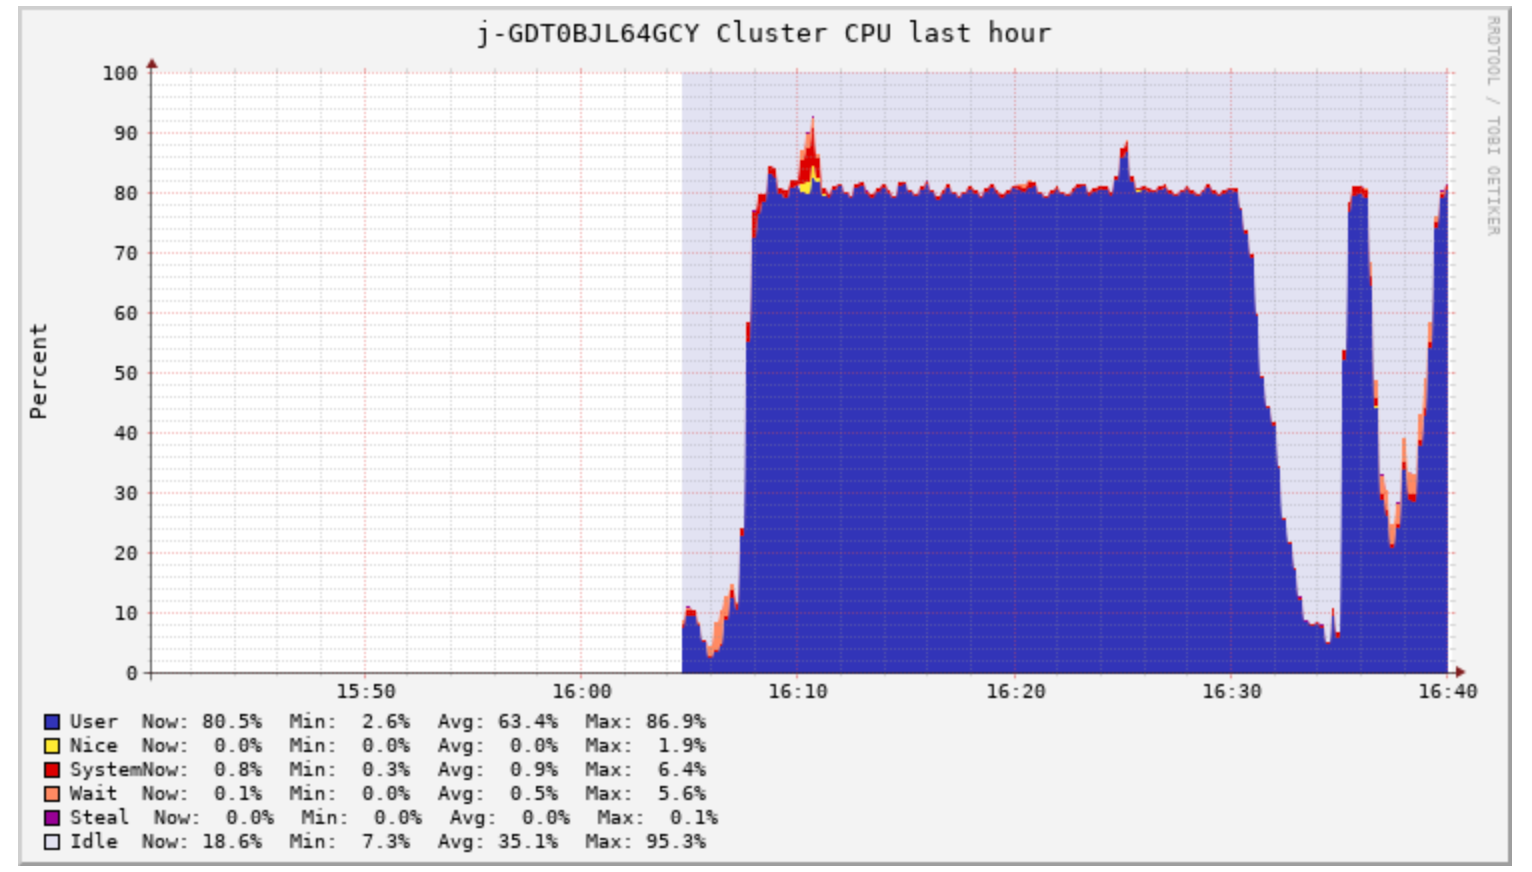 j-GDT0BJL64GCY Cluster CPU last hour
RRDTOOL / TOBI OETIKER
Percent
100
90
80
70
60
50
40
30
20
10
0
15:50 16:00 16:10 16:20 16:30 16:40
User Now: 80.5% Min: 2.6% Avg: 63.4% Max: 86.9%
Nice Now: 0.0% Min: 0.0% Avg: 0.0% Max: 1.9%
SystemNow: 0.8% Min: 0.3% Avg: 0.9% Max: 6.4%
Wait Now: 0.1% Min: 0.0% Avg: 0.5% Max: 5.6%
Steal Now: 0.0% Min: 0.0% Avg: 0.0% Max: 0.1%
Idle Now: 18.6% Min: 7.3% Avg: 35.1% Max: 95.3%